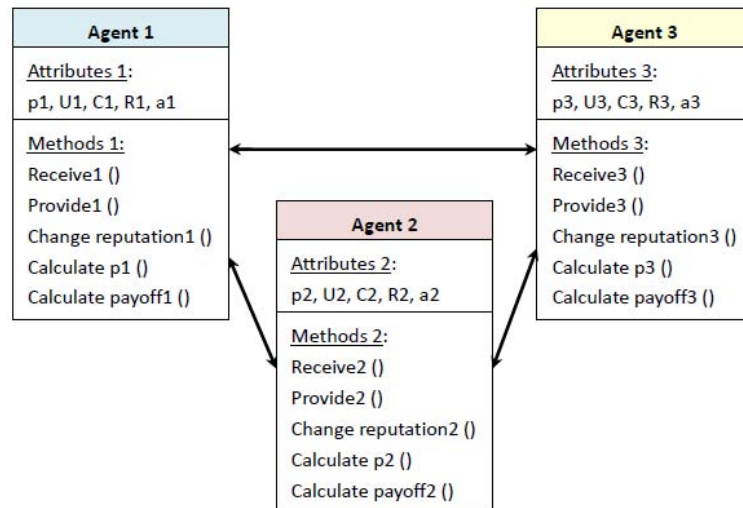 Agent 1
Attributes 1:
p1, U1, C1, R1, a1
Methods 1:
Receive1 ()
Provide1 ()
Change reputation1 ()
Calculate p1 ()
Calculate payoff1 ()
Agent 2
Attributes 2:
p2, U2, C2, R2, a2
Methods 2:
Receive2 ()
Provide2 ()
Change reputation2 ()
Calculate p2 ()
Calculate payoff2 ()
Agent 3
Attributes 3:
p3, U3, C3, R3, a3
Methods 3:
Receive3 ()
Provide3 ()
Change reputation3 ()
Calculate p3 ()
Calculate payoff3 ()